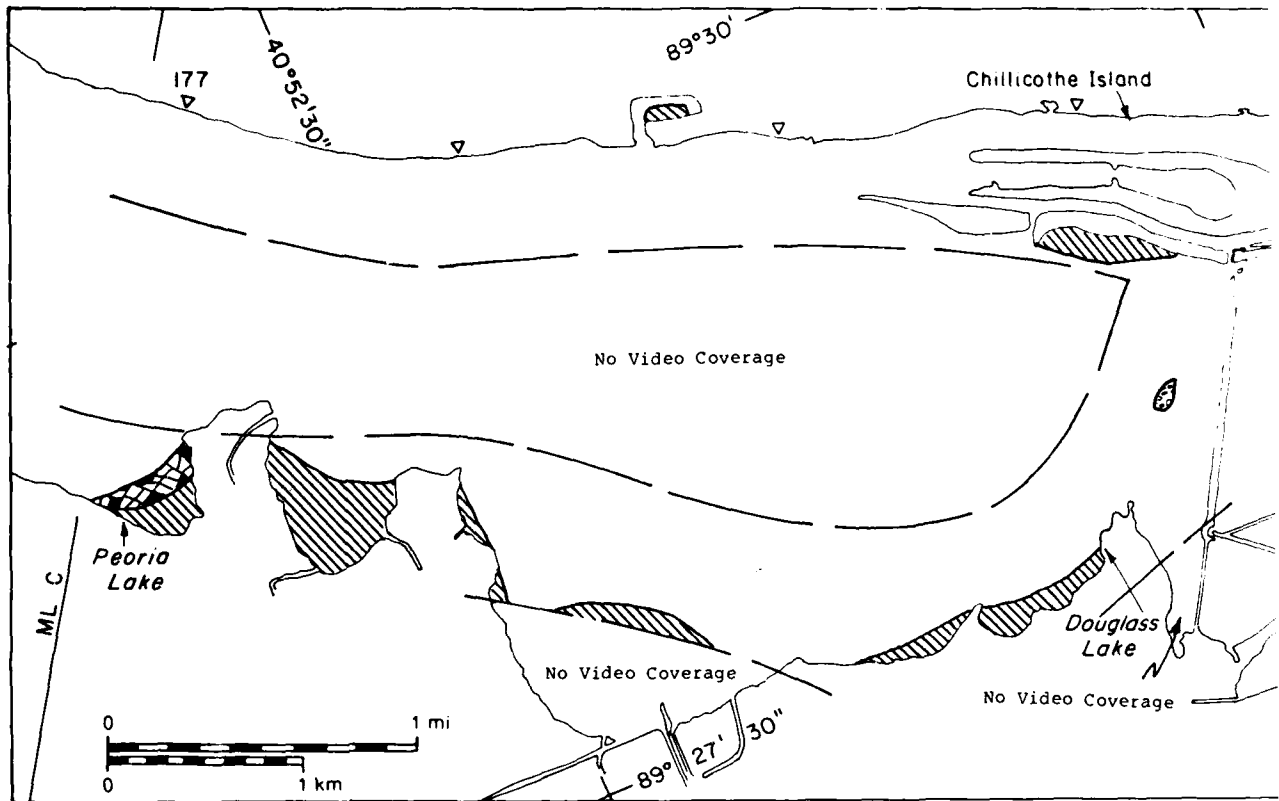 177
40°52'30"
89°30'
Chillicothe Island
No Video Coverage
Peoria
Lake
ML C
Douglass
Lake
N
No Video Coverage
No Video Coverage
89° 27' 30"
0 1 mi
0 1 km